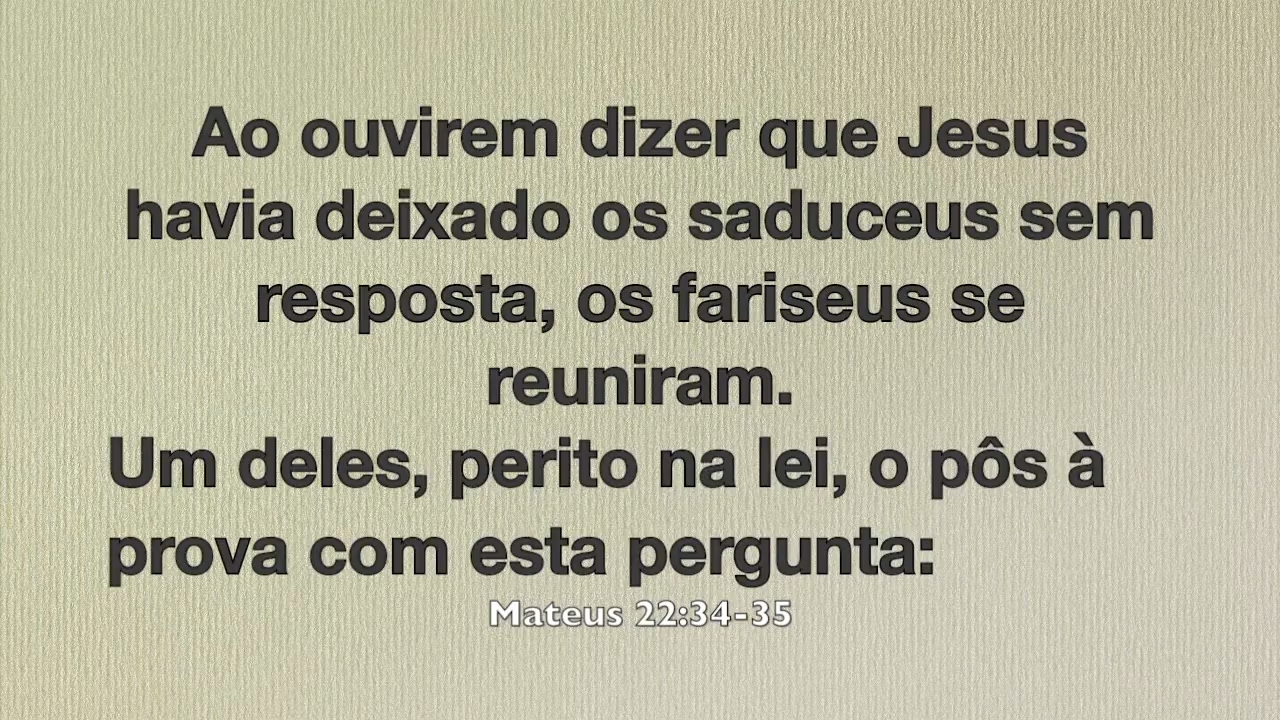 Ao ouvirem dizer que Jesus
havia deixado os saduceus sem
resposta, os fariseus se
reuniram.
Um deles, perito na lei, o pôs à
prova com esta pergunta:
Mateus 22:34-35